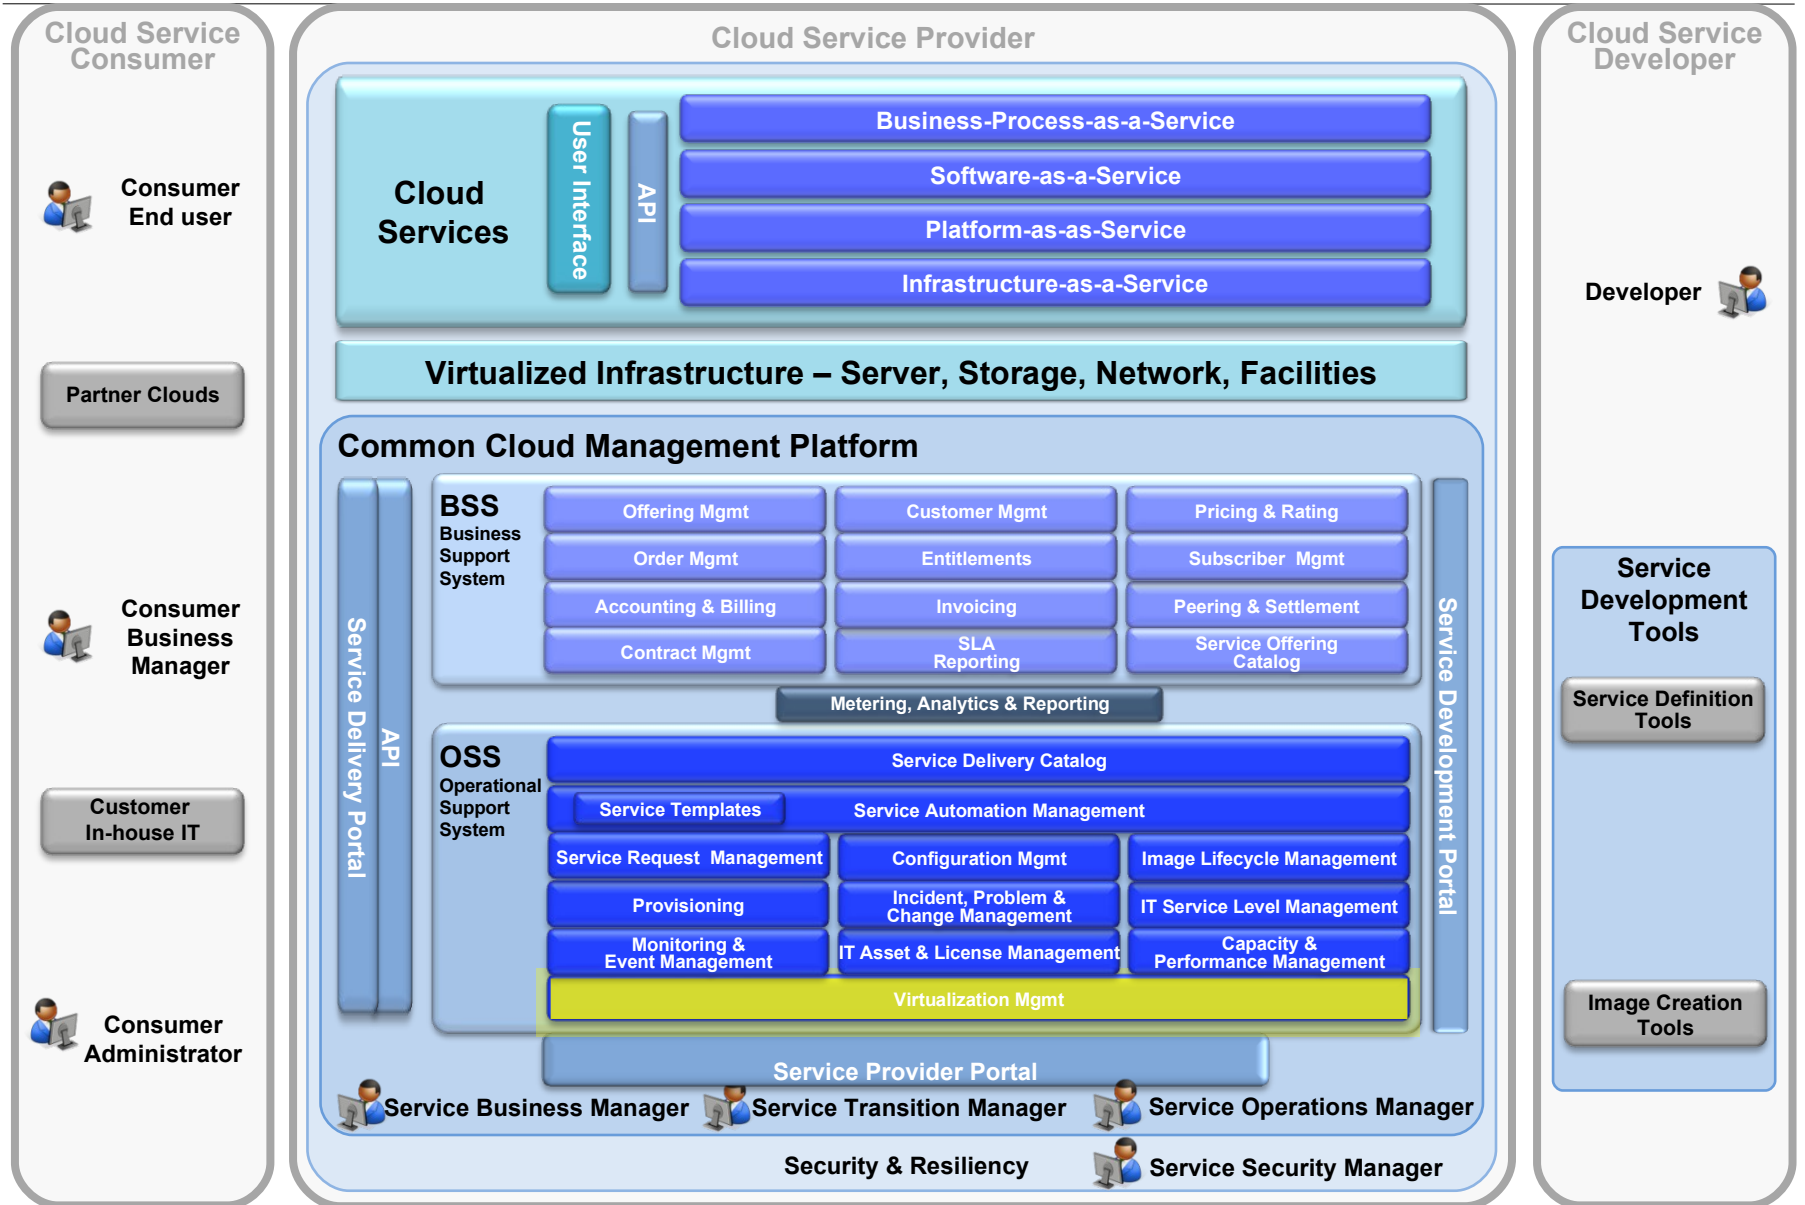 Cloud Service
Consumer
Consumer
End user
Partner Clouds
Consumer
Business
Manager
Customer
In-house IT
Consumer
Administrator
Cloud Service Provider
Cloud
Services
User Interface
API
Business-Process-as-a-Service
Software-as-a-Service
Platform-as-as-Service
Infrastructure-as-a-Service
Virtualized Infrastructure – Server, Storage, Network, Facilities
Common Cloud Management Platform
Service Delivery Portal
API
BSS
Business
Support
System
Offering Mgmt
Customer Mgmt
Pricing & Rating
Order Mgmt
Entitlements
Subscriber Mgmt
Accounting & Billing
Invoicing
Peering & Settlement
Contract Mgmt
SLA
Reporting
Service Offering
Catalog
Metering, Analytics & Reporting
OSS
Operational
Support
System
Service Delivery Catalog
Service Templates
Service Automation Management
Service Request Management
Configuration Mgmt
Image Lifecycle Management
Provisioning
Incident, Problem &
Change Management
IT Service Level Management
Monitoring &
Event Management
IT Asset & License Management
Capacity &
Performance Management
Virtualization Mgmt
Service Development Portal
Service Provider Portal
Service Business Manager
Service Transition Manager
Service Operations Manager
Security & Resiliency
Service Security Manager
Cloud Service
Developer
Developer
Service
Development
Tools
Service Definition
Tools
Image Creation
Tools